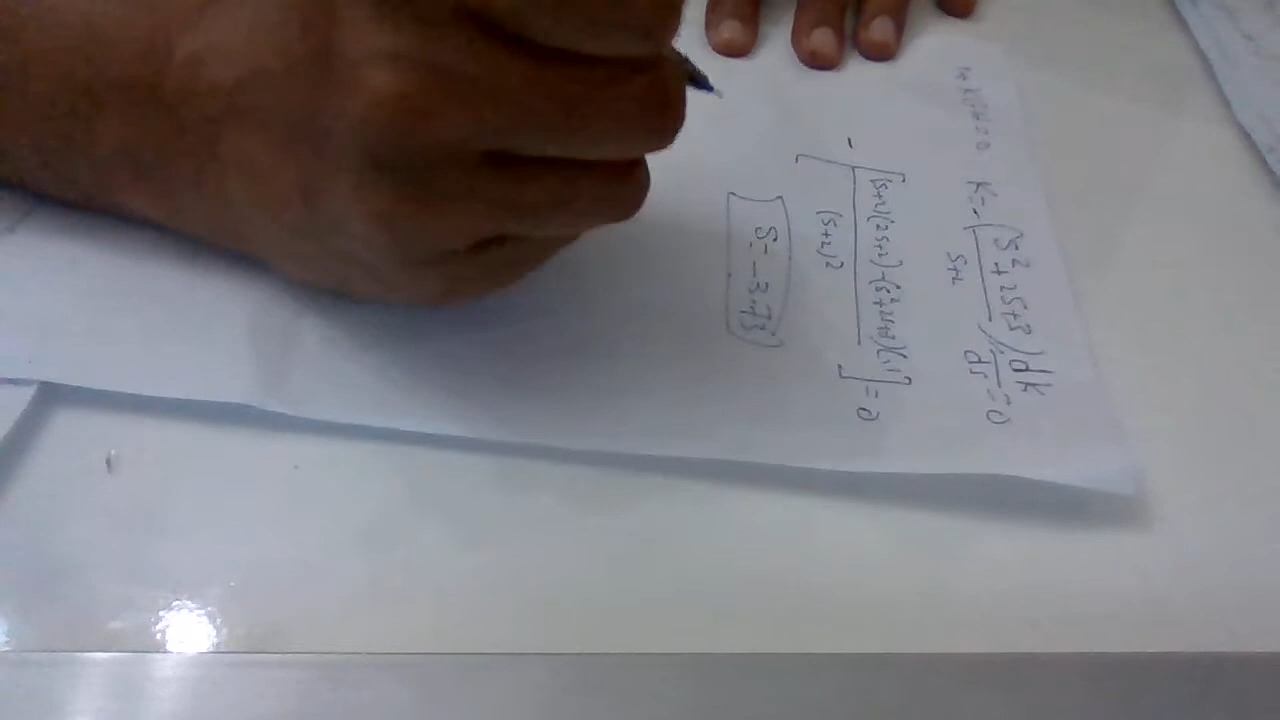 K = -(s² + 2s + 3 / s+2) dK/ds = 0
-[[(s+2)(2s+2) - (s²+2s+3)(1)] / (s+2)²] = 0
s = -3.73